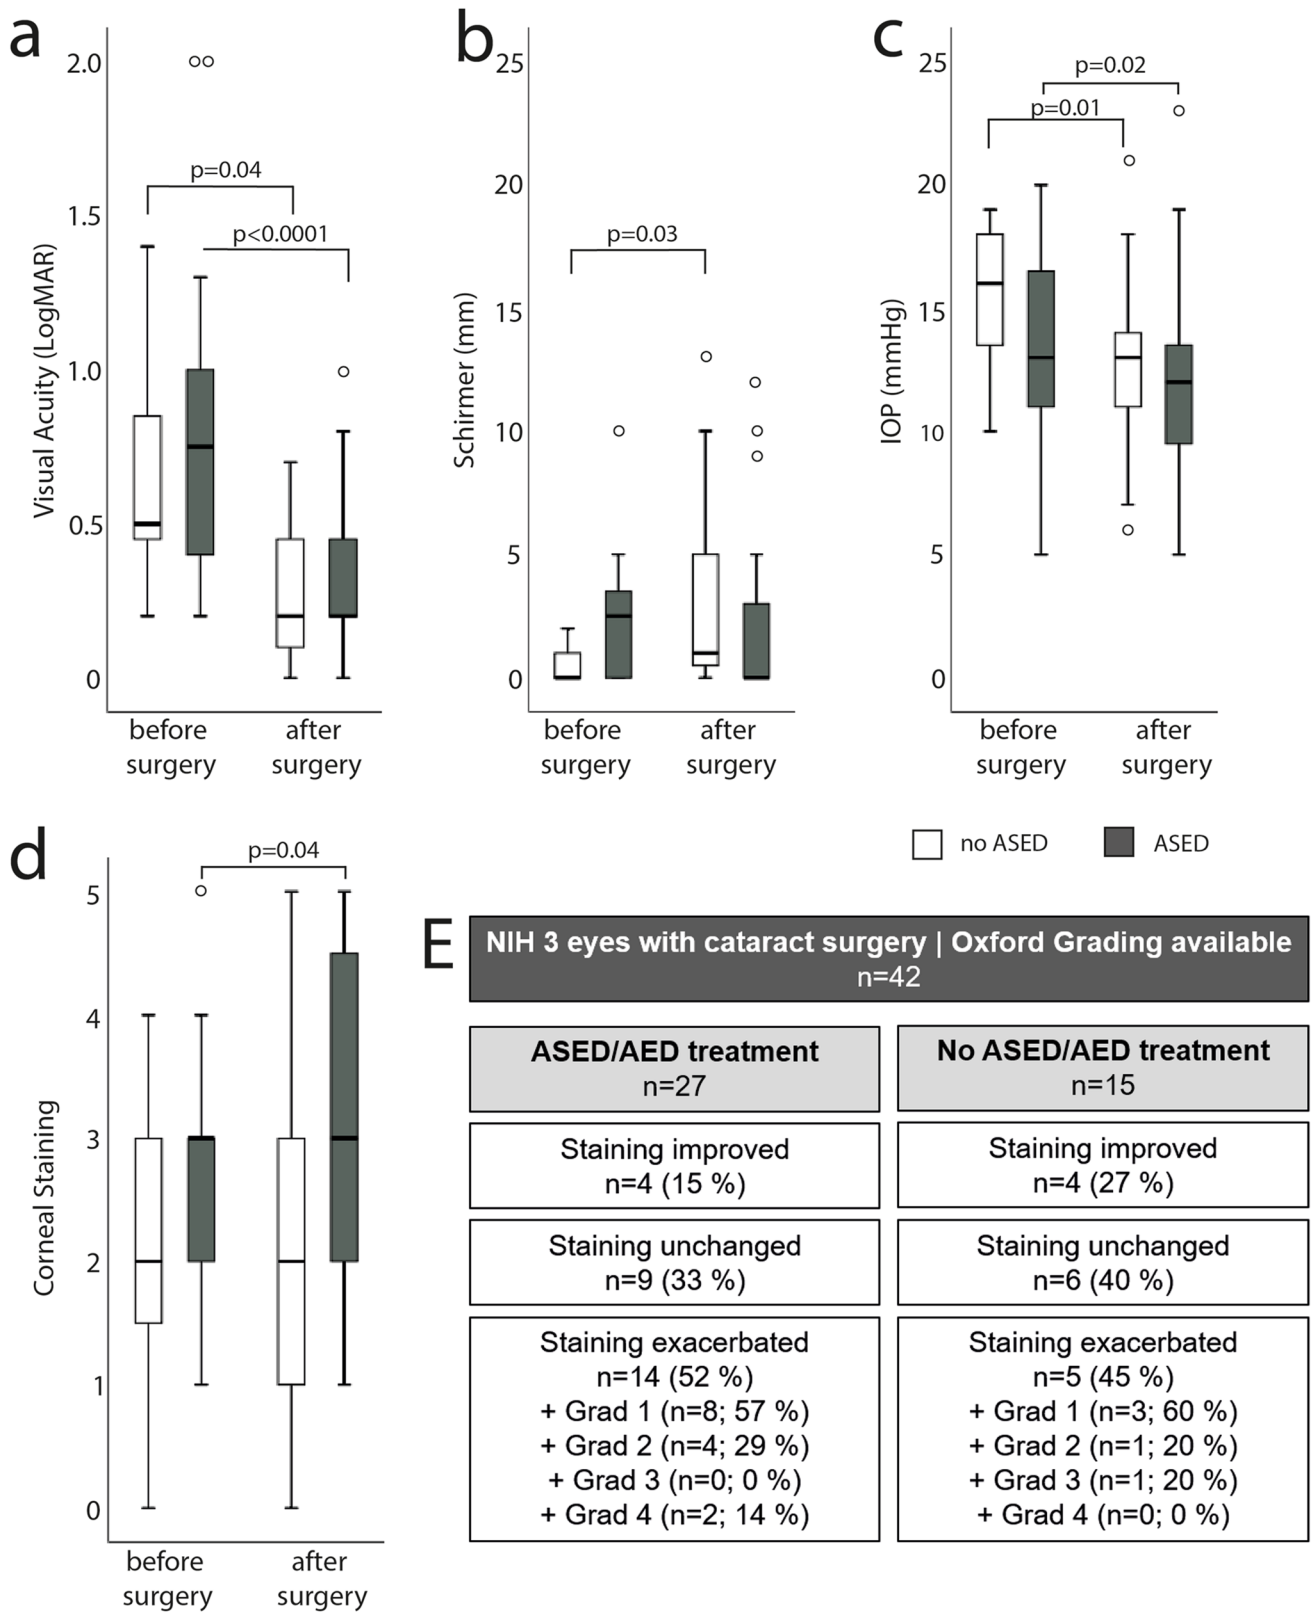 a
2.0
1.5
1.0
0.5
0
Visual Acuity (LogMAR)
p=0.04
p<0.0001
before
surgery
after
surgery
b
25
20
15
10
5
0
Schirmer (mm)
p=0.03
before
surgery
after
surgery
c
25
20
15
10
5
0
IOP (mmHg)
p=0.02
p=0.01
before
surgery
after
surgery
no ASED
ASED
d
5
4
3
2
1
0
Corneal Staining
p=0.04
before
surgery
after
surgery
E
NIH 3 eyes with cataract surgery | Oxford Grading available
n=42
ASED/AED treatment
n=27
Staining improved
n=4 (15 %)
Staining unchanged
n=9 (33 %)
Staining exacerbated
n=14 (52 %)
+ Grad 1 (n=8; 57 %)
+ Grad 2 (n=4; 29 %)
+ Grad 3 (n=0; 0 %)
+ Grad 4 (n=2; 14 %)
No ASED/AED treatment
n=15
Staining improved
n=4 (27 %)
Staining unchanged
n=6 (40 %)
Staining exacerbated
n=5 (45 %)
+ Grad 1 (n=3; 60 %)
+ Grad 2 (n=1; 20 %)
+ Grad 3 (n=1; 20 %)
+ Grad 4 (n=0; 0 %)